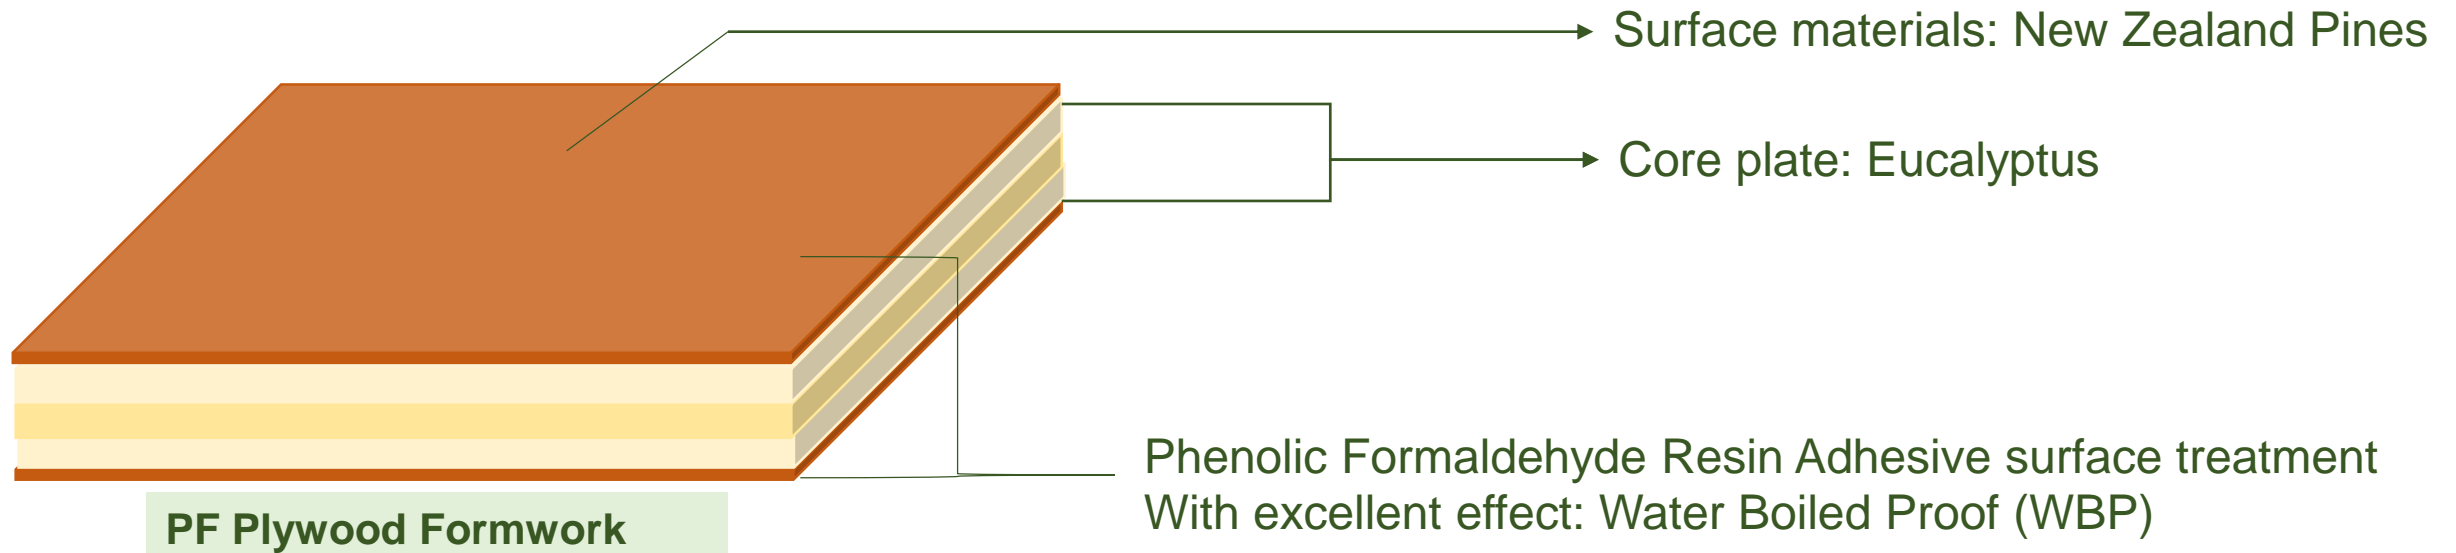 Surface materials: New Zealand Pines
Core plate: Eucalyptus
Phenolic Formaldehyde Resin Adhesive surface treatment
With excellent effect: Water Boiled Proof (WBP)
PF Plywood Formwork